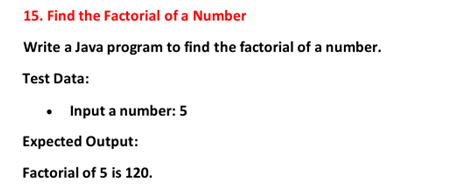 15. Find the Factorial of a Number
Write a Java program to find the factorial of a number.
Test Data:
• Input a number: 5
Expected Output:
Factorial of 5 is 120.